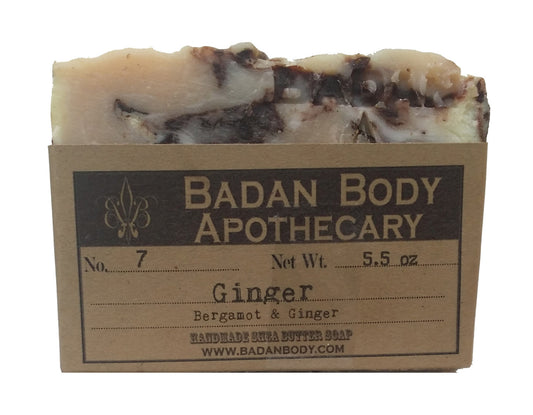 BADAN BODY
APOTHECARY
No. 7 Net Wt. 5.5 oz
Ginger
Bergamot & Ginger
HANDMADE SHEA BUTTER SOAP
WWW.BADANBODY.COM